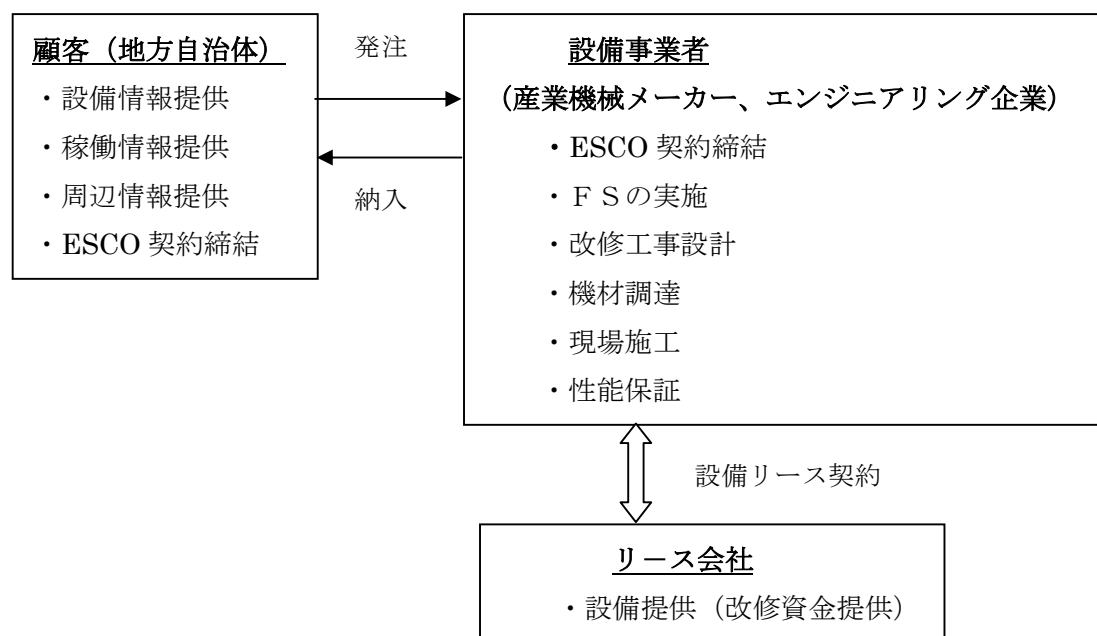 顧客（地方自治体）
・設備情報提供
・稼働情報提供
・周辺情報提供
・ESCO 契約締結
発注
納入
設備事業者
（産業機械メーカー、エンジニアリング企業）
・ESCO 契約締結
・ＦＳの実施
・改修工事設計
・機材調達
・現場施工
・性能保証
設備リース契約
リース会社
・設備提供（改修資金提供）